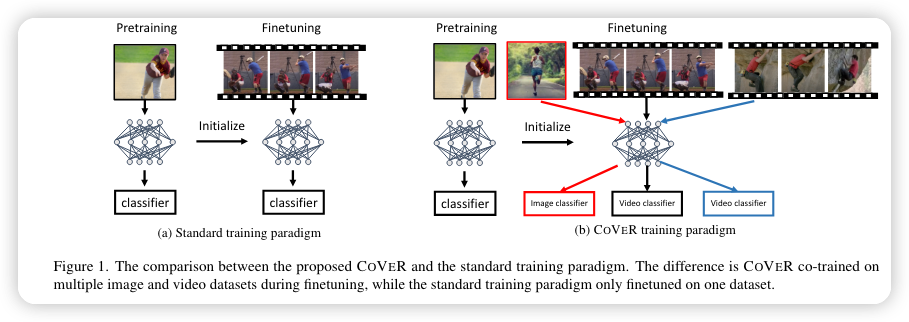 Pretraining
Finetuning
Initialize
classifier
classifier
(a) Standard training paradigm
Pretraining
Finetuning
Initialize
classifier
Image classifier
Video classifier
Video classifier
(b) COVER training paradigm
Figure 1. The comparison between the proposed COVER and the standard training paradigm. The difference is COVER co-trained on
multiple image and video datasets during finetuning, while the standard training paradigm only finetuned on one dataset.